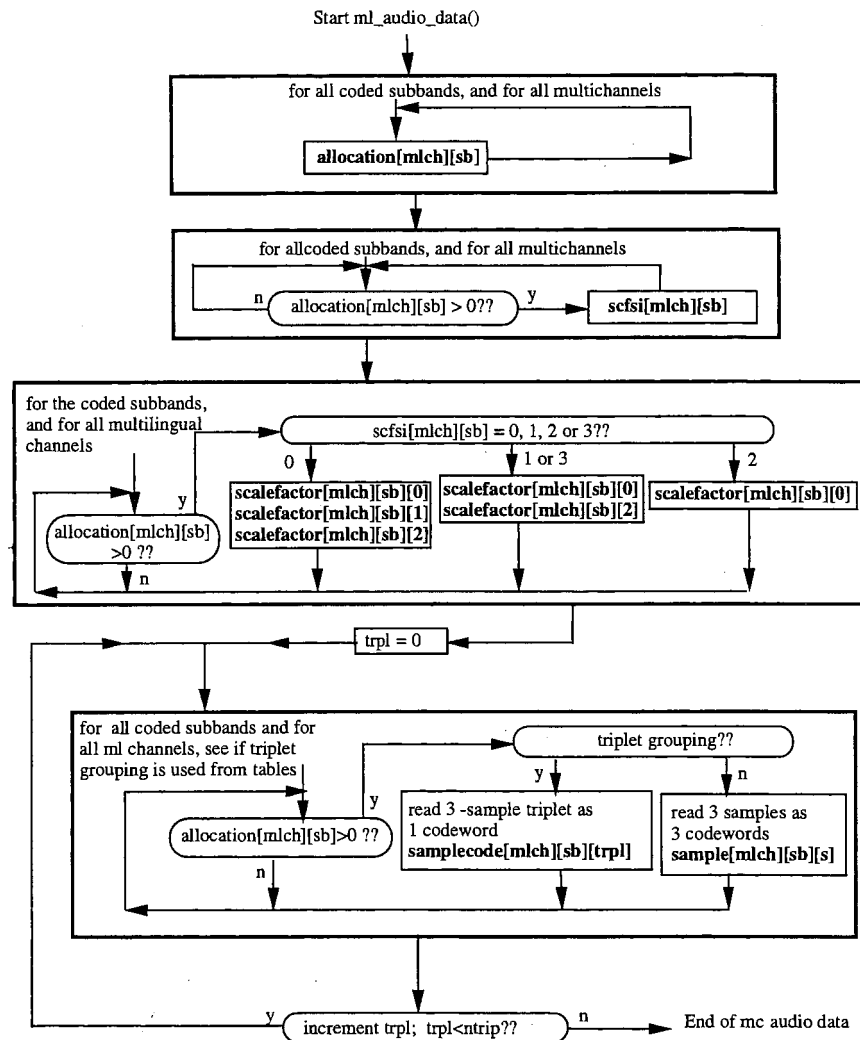 Start ml_audio_data()
for all coded subbands, and for all multichannels
allocation[mlch][sb]
for allcoded subbands, and for all multichannels
n
allocation[mlch][sb] > 0??
y
scfsi[mlch][sb]
for the coded subbands,
and for all multilingual
channels
scfsi[mlch][sb] = 0, 1, 2 or 3??
0
1 or 3
2
y
scalefactor[mlch][sb][0]
scalefactor[mlch][sb][1]
scalefactor[mlch][sb][2]
scalefactor[mlch][sb][0]
scalefactor[mlch][sb][2]
scalefactor[mlch][sb][0]
allocation[mlch][sb]
>0 ??
n
trpl = 0
for all coded subbands and for
all ml channels, see if triplet
grouping is used from tables
triplet grouping??
y
n
y
allocation[mlch][sb]>0 ??
n
read 3 -sample triplet as
1 codeword
samplecode[mlch][sb][trpl]
read 3 samples as
3 codewords
sample[mlch][sb][s]
y
increment trpl; trpl<ntrip??
n
End of mc audio data